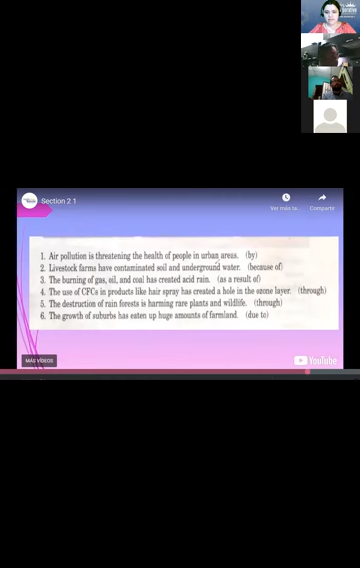 Section 2 1
Ver más ta...
Compartir
1. Air pollution is threatening the health of people in urban areas. (by)
2. Livestock farms have contaminated soil and underground water. (because of)
3. The burning of gas, oil, and coal has created acid rain. (as a result of)
4. The use of CFCs in products like hair spray has created a hole in the ozone layer. (through)
5. The destruction of rain forests is harming rare plants and wildlife. (through)
6. The growth of suburbs has eaten up huge amounts of farmland. (due to)
MÁS VÍDEOS
YouTube